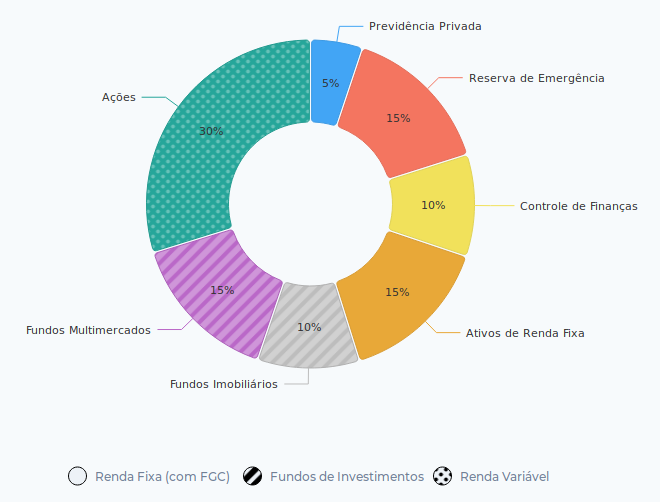 Previdência Privada
5%
Reserva de Emergência
15%
Ações
30%
10%
Controle de Finanças
15%
15%
10%
Fundos Multimercados
Ativos de Renda Fixa
Fundos Imobiliários
Renda Fixa (com FGC) Fundos de Investimentos Renda Variável